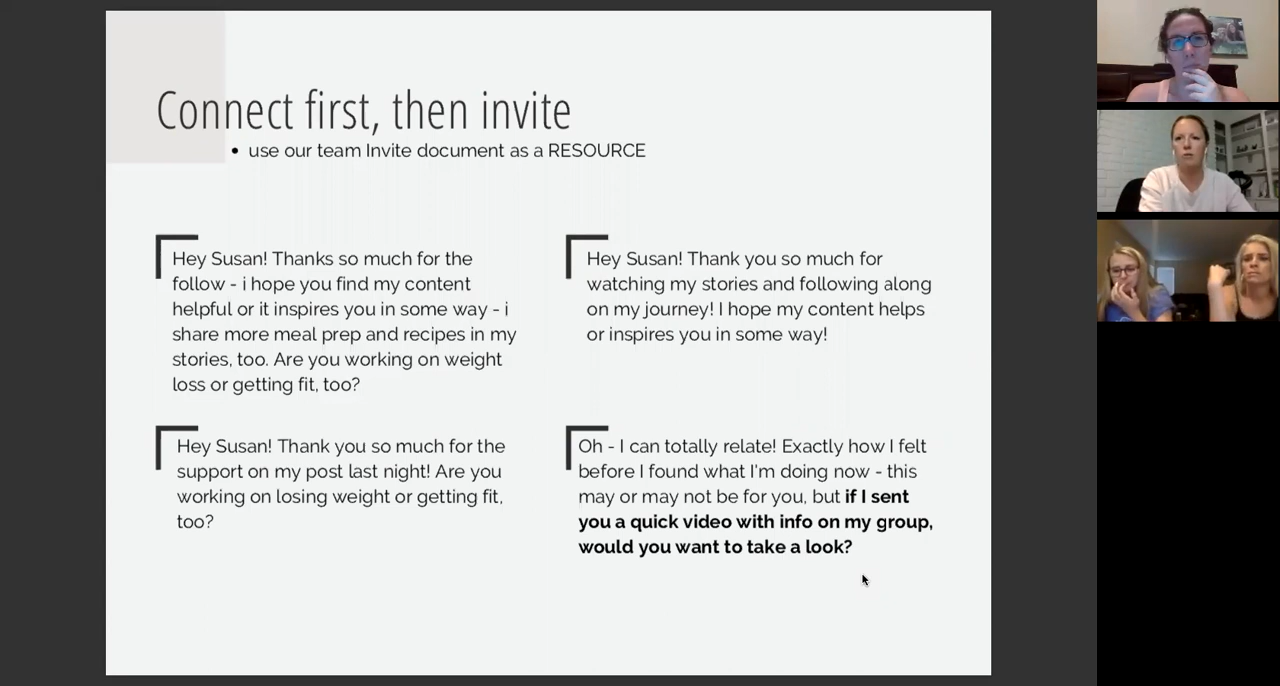 Connect first, then invite
• use our team Invite document as a RESOURCE
Hey Susan! Thanks so much for the
follow - i hope you find my content
helpful or it inspires you in some way - i
share more meal prep and recipes in my
stories, too. Are you working on weight
loss or getting fit, too?
Hey Susan! Thank you so much for
watching my stories and following along
on my journey! I hope my content helps
or inspires you in some way!
Hey Susan! Thank you so much for the
support on my post last night! Are you
working on losing weight or getting fit,
too?
Oh - I can totally relate! Exactly how I felt
before I found what I'm doing now - this
may or may not be for you, but if I sent
you a quick video with info on my group,
would you want to take a look?